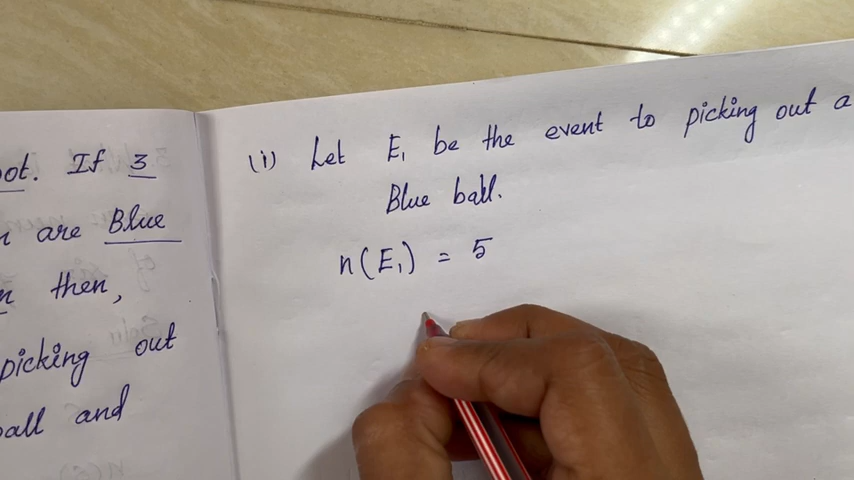 ot. If 3
are Blue
then,
picking out
ball and
(i) Let E₁ be the event to picking out a
Blue ball.
n(E₁) = 5